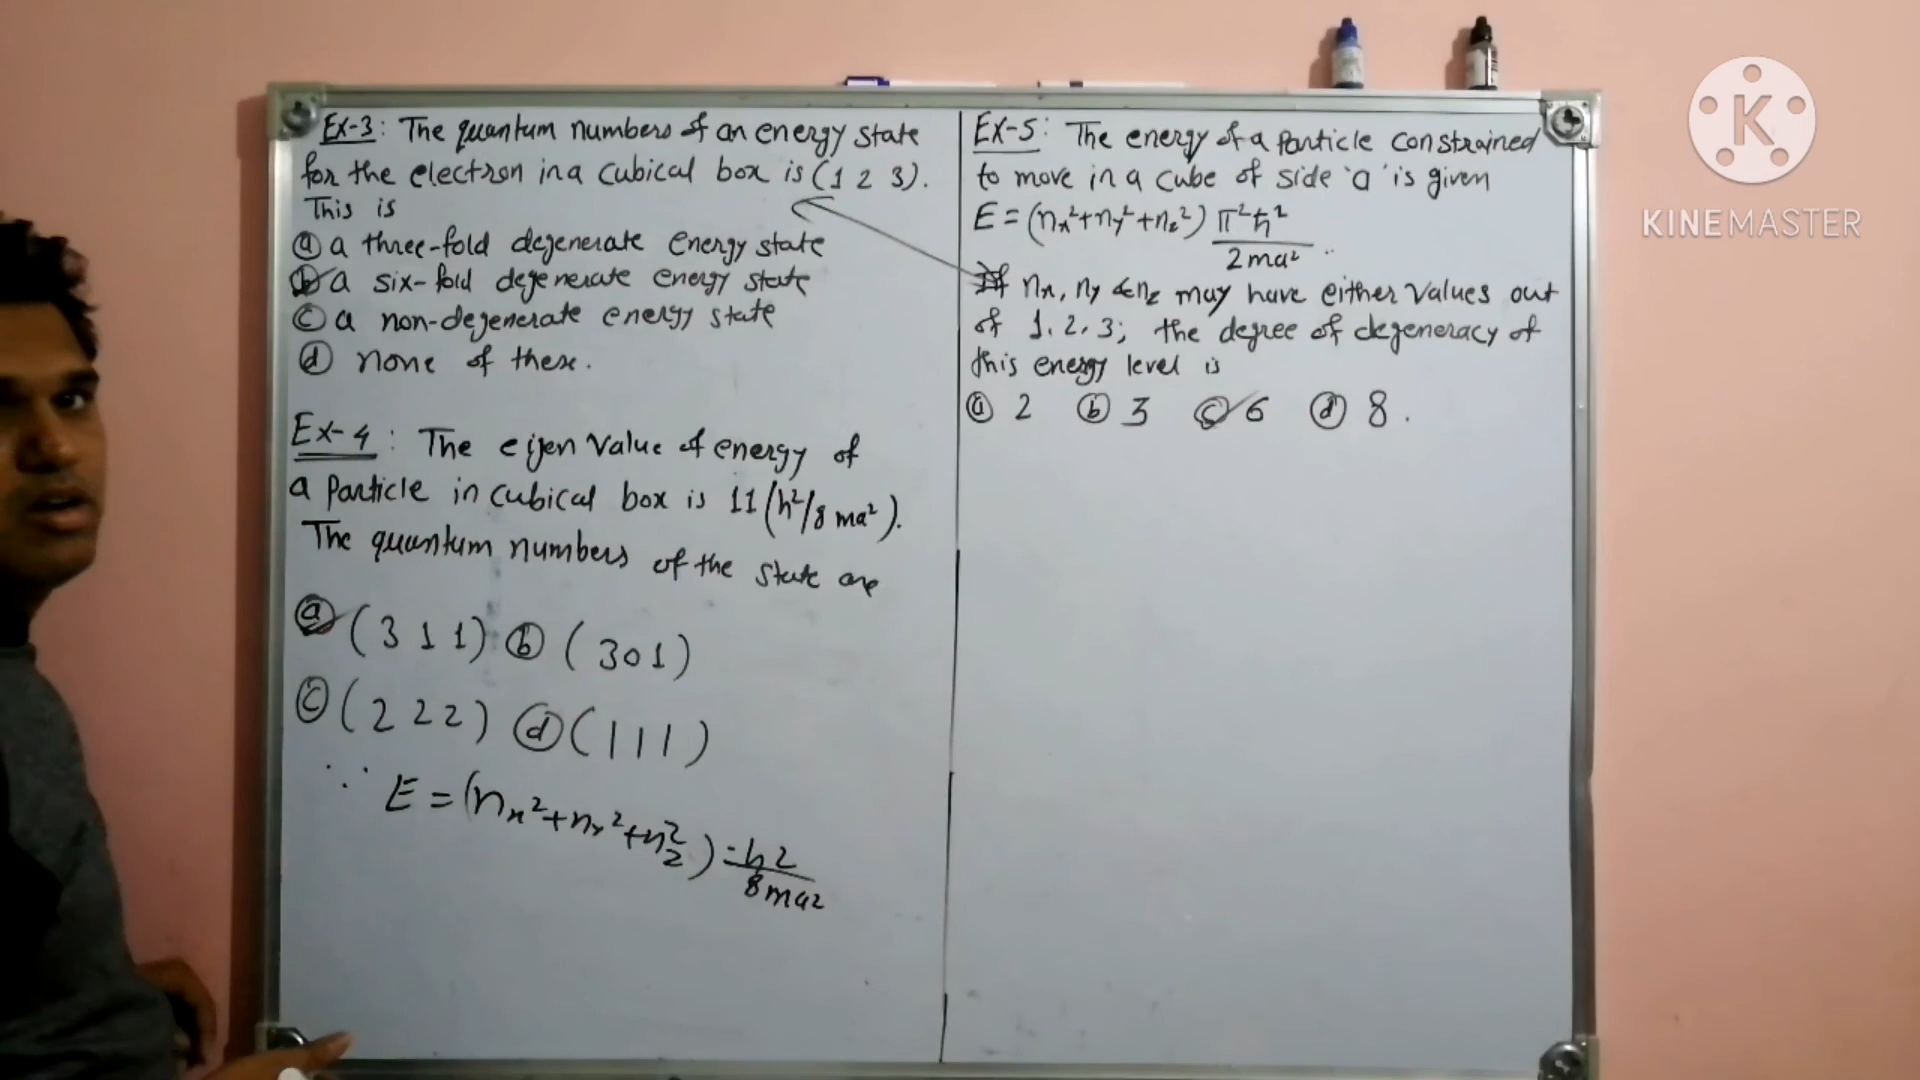 Ex-3: The quantum numbers of an energy state
for the electron in a cubical box is (1 2 3).
This is
(a) a three-fold degenerate energy state
(b) a six-fold degenerate energy state
(c) a non-degenerate energy state
(d) none of these.
Ex-4: The eigen value of energy of
a particle in cubical box is 11 (h²/8 ma²).
The quantum numbers of the state are
(a) (3 1 1) (b) (3 0 1)
(c) (2 2 2) (d) (1 1 1)
∵ E = (nx² + ny² + nz²) = h²/8ma²
Ex-5: The energy of a particle constrained
to move in a cube of side 'a' is given
E = (nx² + ny² + nz²) π²ħ²/2ma² ..
If nx, ny & nz may have either values out
of 1, 2, 3; the degree of degeneracy of
this energy level is
(a) 2 (b) 3 (c) 6 (d) 8.
K
KINEMASTER